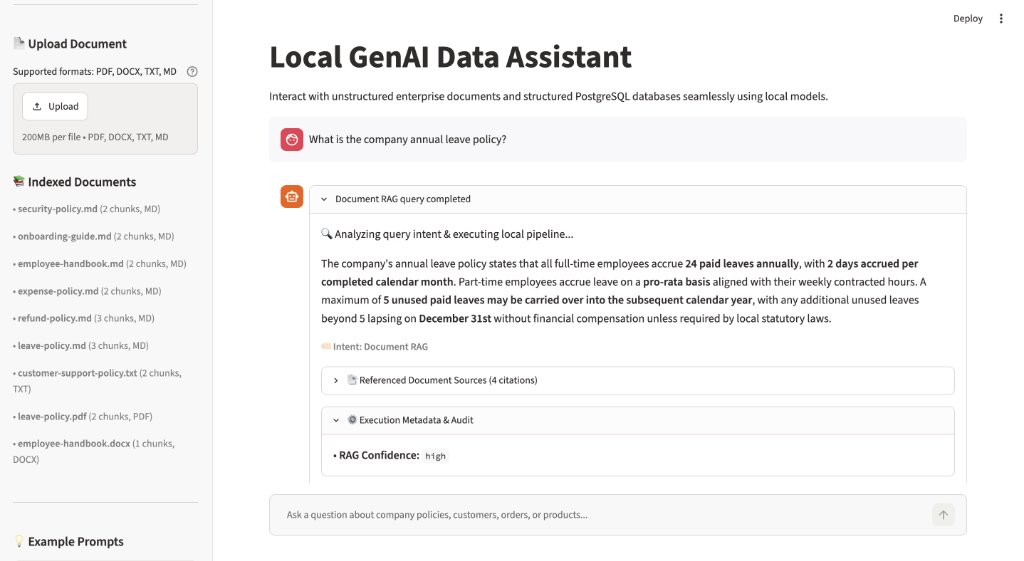 Deploy
Upload Document
Supported formats: PDF, DOCX, TXT, MD
Upload
200MB per file • PDF, DOCX, TXT, MD
Indexed Documents
• security-policy.md (2 chunks, MD)
• onboarding-guide.md (2 chunks, MD)
• employee-handbook.md (2 chunks, MD)
• expense-policy.md (2 chunks, MD)
• refund-policy.md (3 chunks, MD)
• leave-policy.md (3 chunks, MD)
• customer-support-policy.txt (2 chunks,
TXT)
• leave-policy.pdf (2 chunks, PDF)
• employee-handbook.docx (1 chunks,
DOCX)
Example Prompts
Local GenAI Data Assistant
Interact with unstructured enterprise documents and structured PostgreSQL databases seamlessly using local models.
What is the company annual leave policy?
Document RAG query completed
Analyzing query intent & executing local pipeline...
The company's annual leave policy states that all full-time employees accrue 24 paid leaves annually, with 2 days accrued per
completed calendar month. Part-time employees accrue leave on a pro-rata basis aligned with their weekly contracted hours. A
maximum of 5 unused paid leaves may be carried over into the subsequent calendar year, with any additional unused leaves
beyond 5 lapsing on December 31st without financial compensation unless required by local statutory laws.
Intent: Document RAG
Referenced Document Sources (4 citations)
Execution Metadata & Audit
• RAG Confidence: high
Ask a question about company policies, customers, orders, or products...